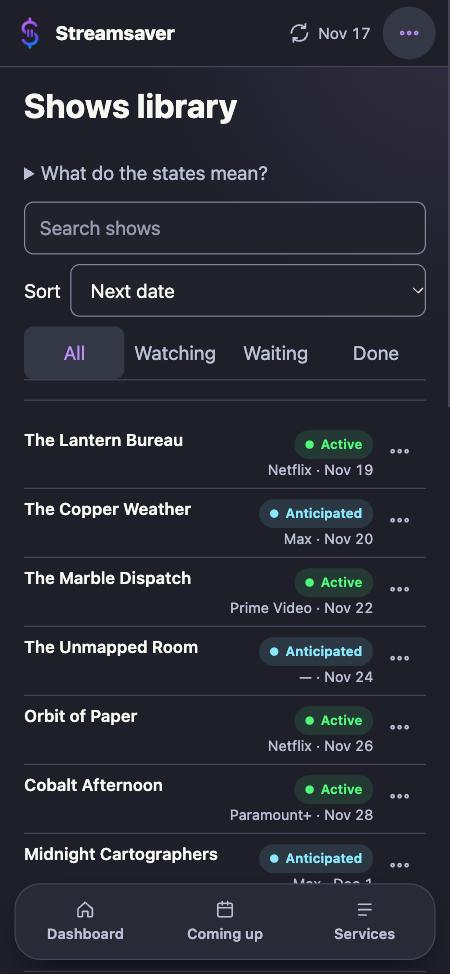 Streamsaver
Nov 17
Shows library
What do the states mean?
Search shows
Sort
Next date
All
Watching
Waiting
Done
The Lantern Bureau
Active
Netflix · Nov 19
The Copper Weather
Anticipated
Max · Nov 20
The Marble Dispatch
Active
Prime Video · Nov 22
The Unmapped Room
Anticipated
— · Nov 24
Orbit of Paper
Active
Netflix · Nov 26
Cobalt Afternoon
Active
Paramount+ · Nov 28
Midnight Cartographers
Anticipated
Max · Dec 1
Dashboard
Coming up
Services